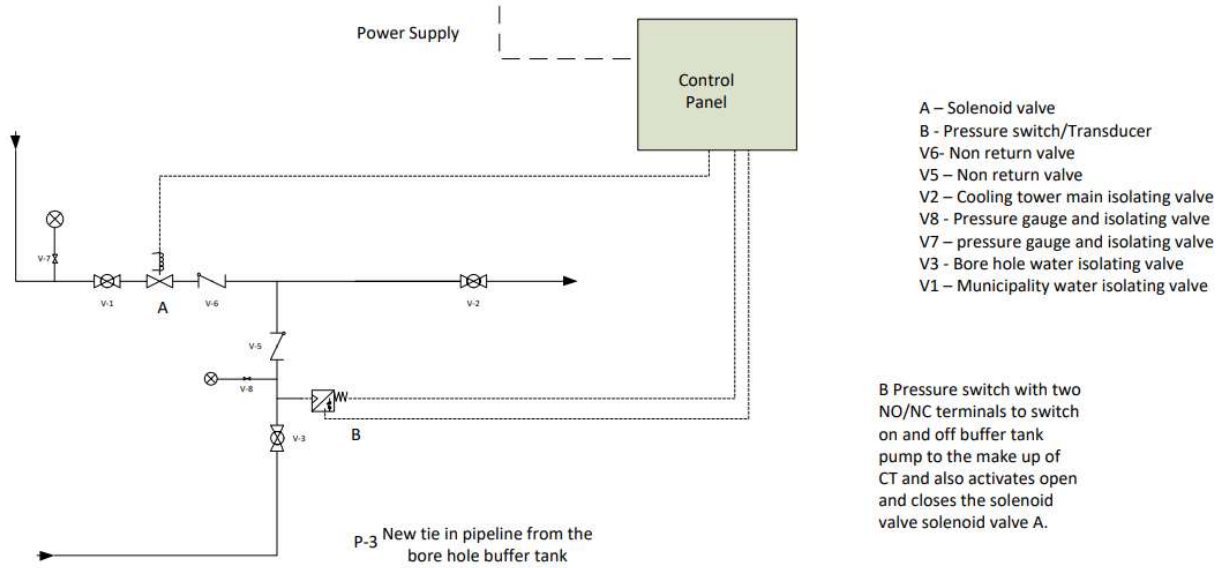 Power Supply
Control
Panel
A – Solenoid valve
B - Pressure switch/Transducer
V6- Non return valve
V5 – Non return valve
V2 – Cooling tower main isolating valve
V8 - Pressure gauge and isolating valve
V7 – pressure gauge and isolating valve
V3 - Bore hole water isolating valve
V1 – Municipality water isolating valve
V-7
V-1
A
V-6
V-2
V-5
V-8
B
V-3
B Pressure switch with two
NO/NC terminals to switch
on and off buffer tank
pump to the make up of
CT and also activates open
and closes the solenoid
valve solenoid valve A.
P-3 New tie in pipeline from the
bore hole buffer tank